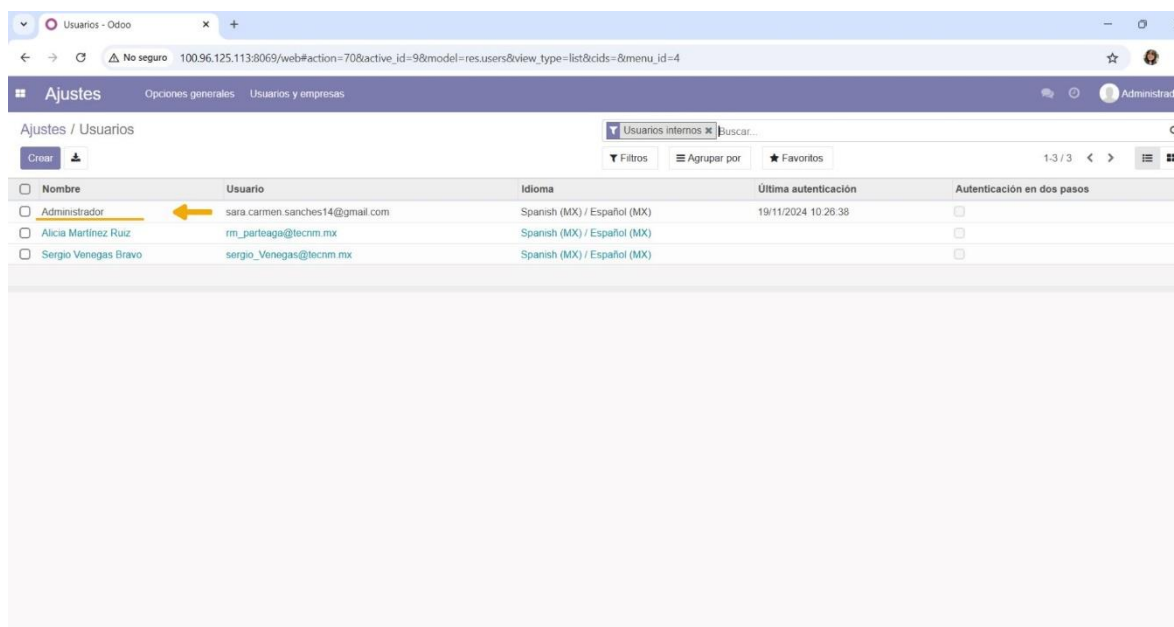 Usuarios - Odoo
No seguro 100.96.125.113:8069/web#action=70&active_id=9&model=res.users&view_type=list&cids=&menu_id=4
Ajustes Opciones generales Usuarios y empresas Administrad
Ajustes / Usuarios Usuarios internos Buscar...
Crear Filtros Agrupar por Favoritos 1-3 / 3
Nombre Usuario Idioma Última autenticación Autenticación en dos pasos
Administrador sara.carmen.sanches14@gmail.com Spanish (MX) / Español (MX) 19/11/2024 10:26:38
Alicia Martínez Ruiz rm_parteaga@tecnm.mx Spanish (MX) / Español (MX)
Sergio Venegas Bravo sergio_Venegas@tecnm.mx Spanish (MX) / Español (MX)